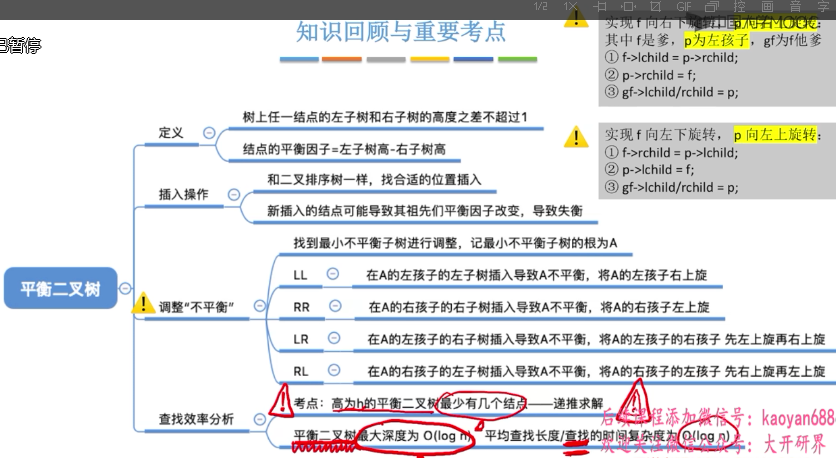 1/2 1X GIF 控 画 音 字
已暂停
知识回顾与重要考点
实现 f 向右下旋转，p 向右上旋转：
其中 f是爹，p为左孩子，gf为f他爹
① f->lchild = p->rchild;
② p->rchild = f;
③ gf->lchild/rchild = p;
实现 f 向左下旋转， p 向左上旋转：
① f->rchild = p->lchild;
② p->lchild = f;
③ gf->lchild/rchild = p;
平衡二叉树
定义
树上任一结点的左子树和右子树的高度之差不超过1
结点的平衡因子=左子树高-右子树高
插入操作
和二叉排序树一样，找合适的位置插入
新插入的结点可能导致其祖先们平衡因子改变，导致失衡
调整“不平衡”
找到最小不平衡子树进行调整，记最小不平衡子树的根为A
LL 在A的左孩子的左子树插入导致A不平衡，将A的左孩子右上旋
RR 在A的右孩子的右子树插入导致A不平衡，将A的右孩子左上旋
LR 在A的左孩子的右子树插入导致A不平衡，将A的左孩子的右孩子 先左上旋再右上旋
RL 在A的右孩子的左子树插入导致A不平衡，将A的右孩子的左孩子 先右上旋再左上旋
查找效率分析
考点：高为h的平衡二叉树最少有几个结点——递推求解
平衡二叉树最大深度为 O(log n) 平均查找长度/查找的时间复杂度为 O(log n)
后续课程添加微信号：kaoyan688
欢迎关注微信公众号：大开研界